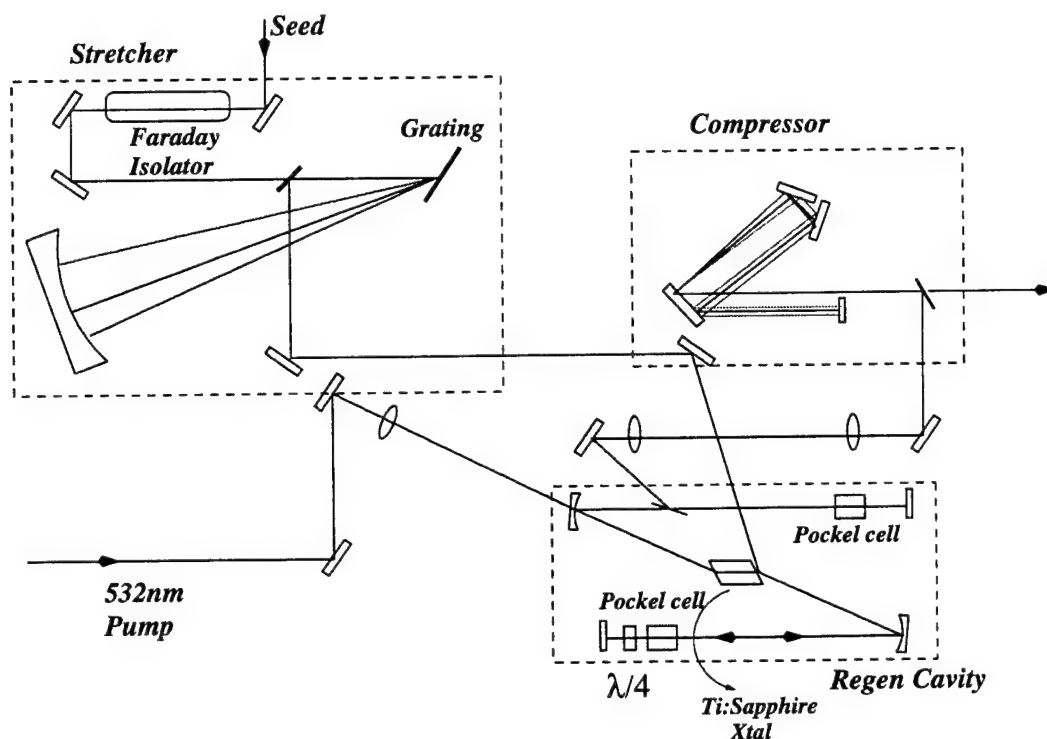 Seed
Stretcher
Faraday
Isolator
Grating
Compressor
Pockel cell
532nm
Pump
Pockel cell
λ/4
Regen Cavity
Ti:Sapphire
Xtal